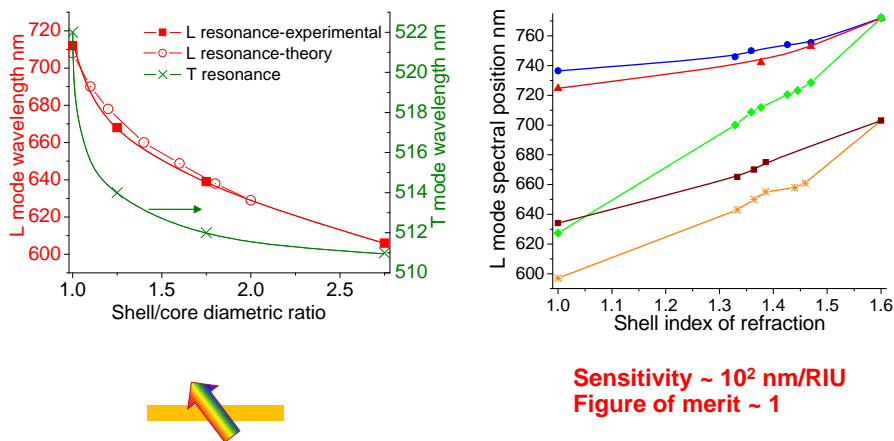 L resonance-experimental
L resonance-theory
T resonance
L mode wavelength nm
720
700
680
660
640
620
600
T mode wavelength nm
522
520
518
516
514
512
510
1.0 1.5 2.0 2.5
Shell/core diametric ratio
L mode spectral position nm
760
740
720
700
680
660
640
620
600
1.0 1.1 1.2 1.3 1.4 1.5 1.6
Shell index of refraction
Sensitivity ~ 10² nm/RIU
Figure of merit ~ 1